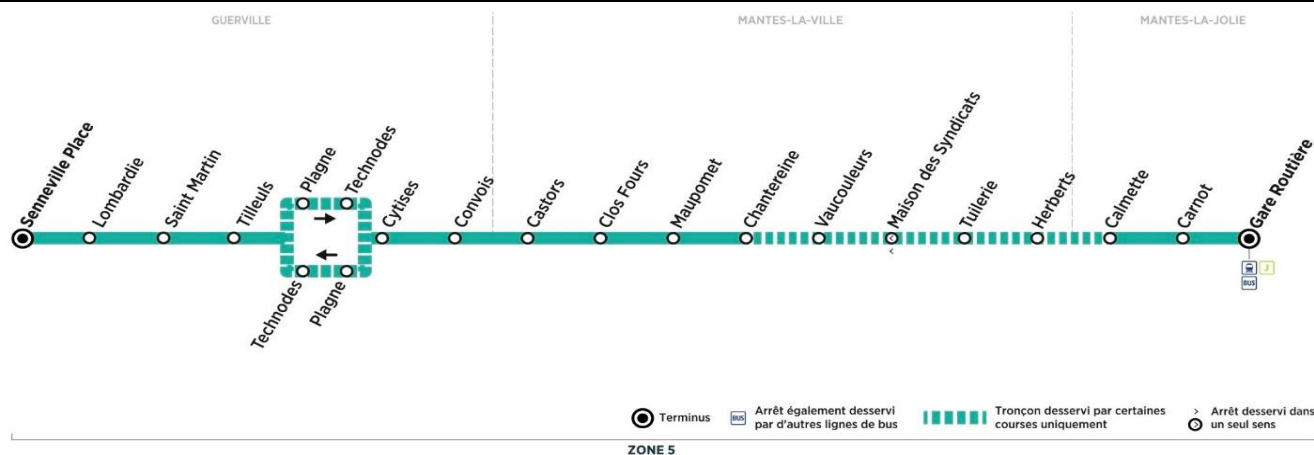 GUERVILLE
MANTES-LA-VILLE
MANTES-LA-JOLIE
Senneville Place
Lombardie
Saint Martin
Tilleuls
Plagne
Technodes
Technodes
Plagne
Cytises
Convois
Castors
Clos Fours
Maupomet
Chantereine
Vaucouleurs
Maison des Syndicats
Tuilerie
Herberts
Calmette
Carnot
Gare Routière
J
BUS
Terminus
BUS
Arrêt également desservi
par d'autres lignes de bus
Tronçon desservi par certaines
courses uniquement
Arrêt desservi dans
un seul sens
ZONE 5